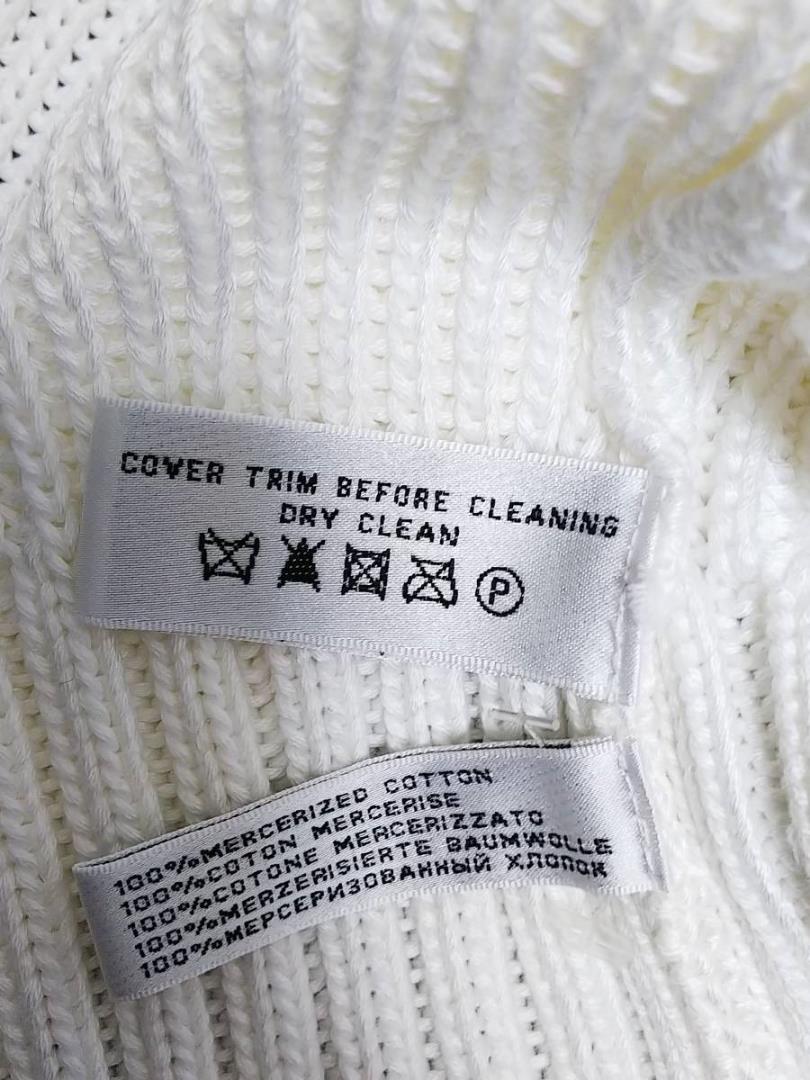 COVER TRIM BEFORE CLEANING
DRY CLEAN
P
100%MERCERIZED COTTON
100%COTON MERCERISE
100%COTONE MERCERIZZATO
100%MERZERISIERTE BAUMWOLLE
100%МЕРСЕРИЗОВАННЫЙ ХЛОПОК